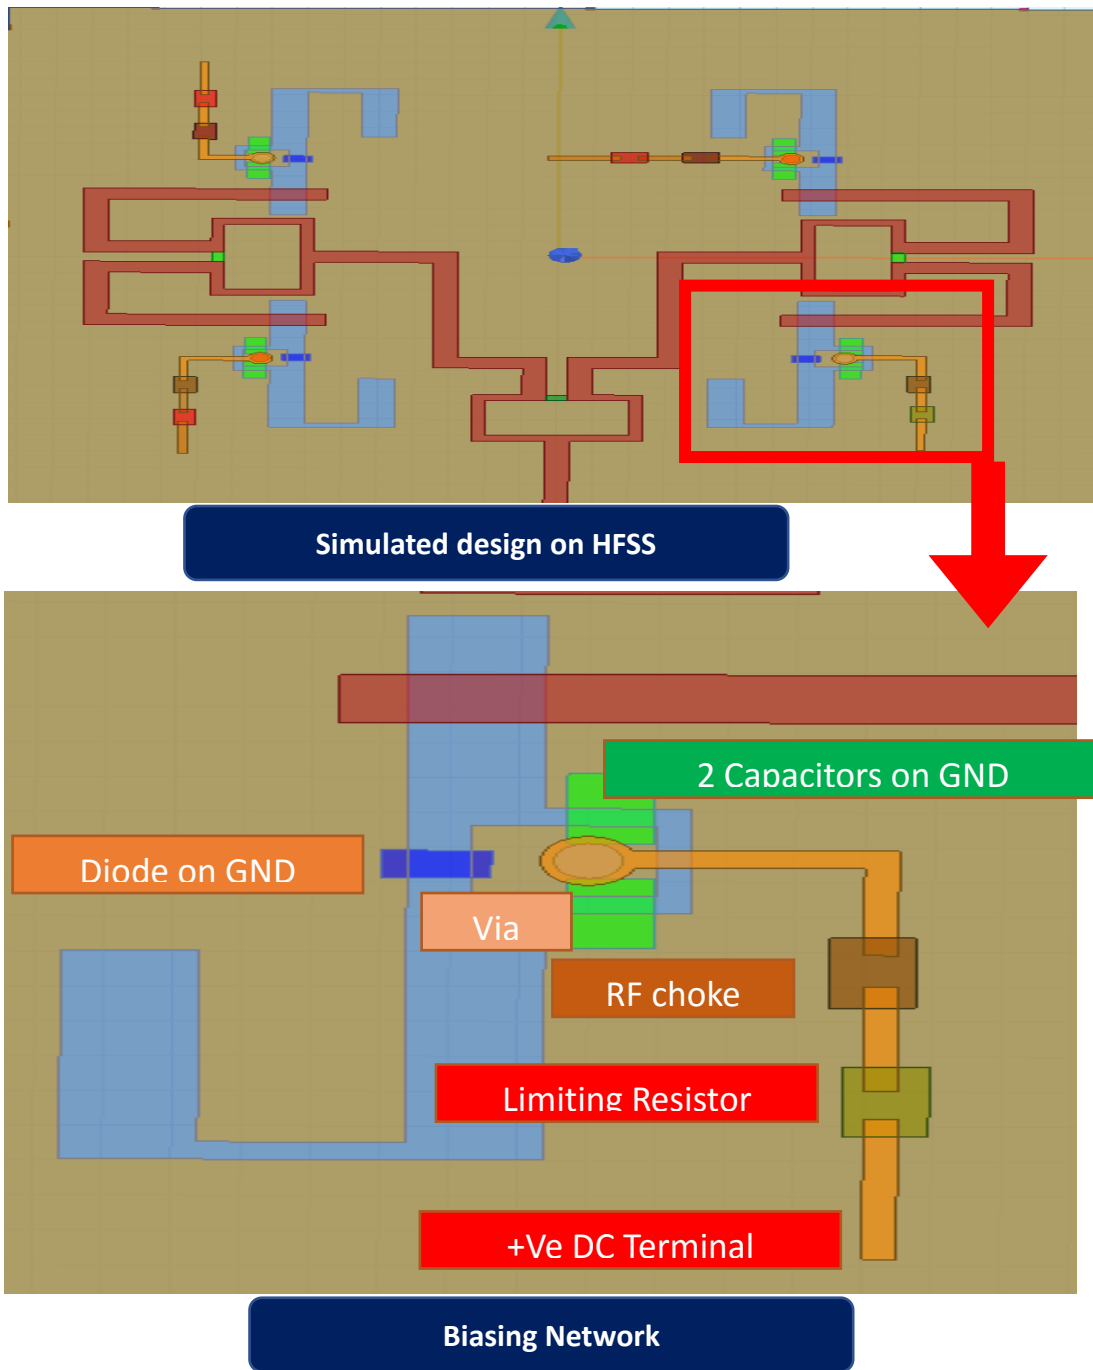 Simulated design on HFSS
2 Capacitors on GND
Diode on GND
Via
RF choke
Limiting Resistor
+Ve DC Terminal
Biasing Network